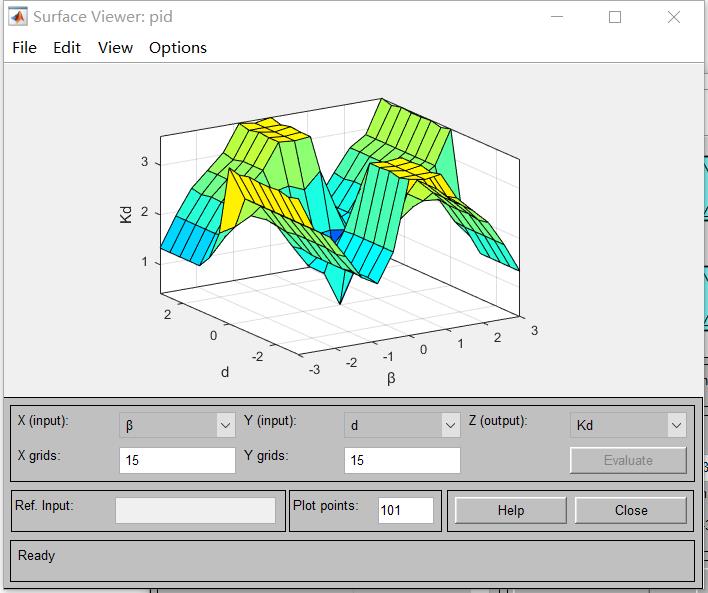 Surface Viewer: pid
File Edit View Options
3
2
1
Kd
2
0
-2
d
-3
-2
-1
0
1
2
3
β
X (input): β Y (input): d Z (output): Kd
X grids: 15 Y grids: 15 Evaluate
Ref. Input: Plot points: 101 Help Close
Ready